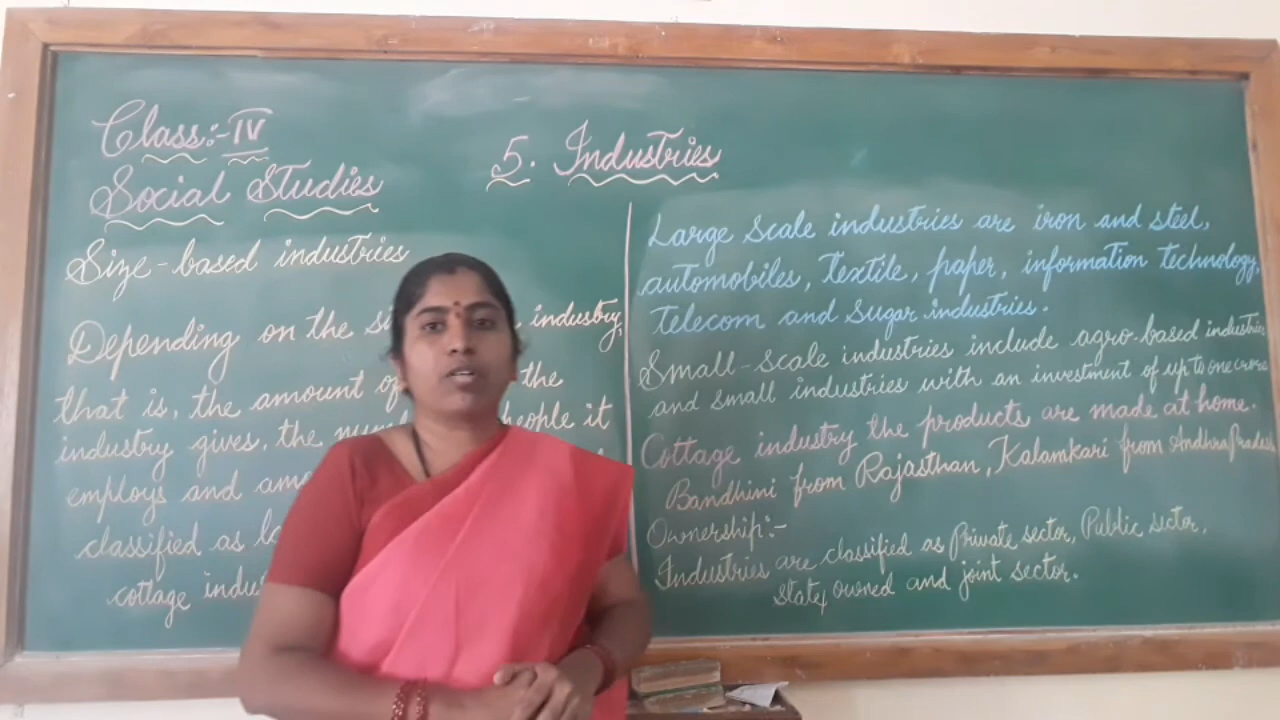 Class:- IV
Social Studies
5. Industries
Size-based industries
Depending on the si industry,
that is, the amount of the
industry gives, the num people it
employs and amo
classified as la
cottage indus
Large scale industries are iron and steel,
automobiles, textile, paper, information technology,
telecom and sugar industries.
Small-scale industries include agro-based industries
and small industries with an investment of up to one crore
Cottage industry the products are made at home.
Bandhini from Rajasthan, Kalamkari from Andhra Pradesh
Ownership:-
Industries are classified as Private sector, Public sector,
state owned and joint sector.